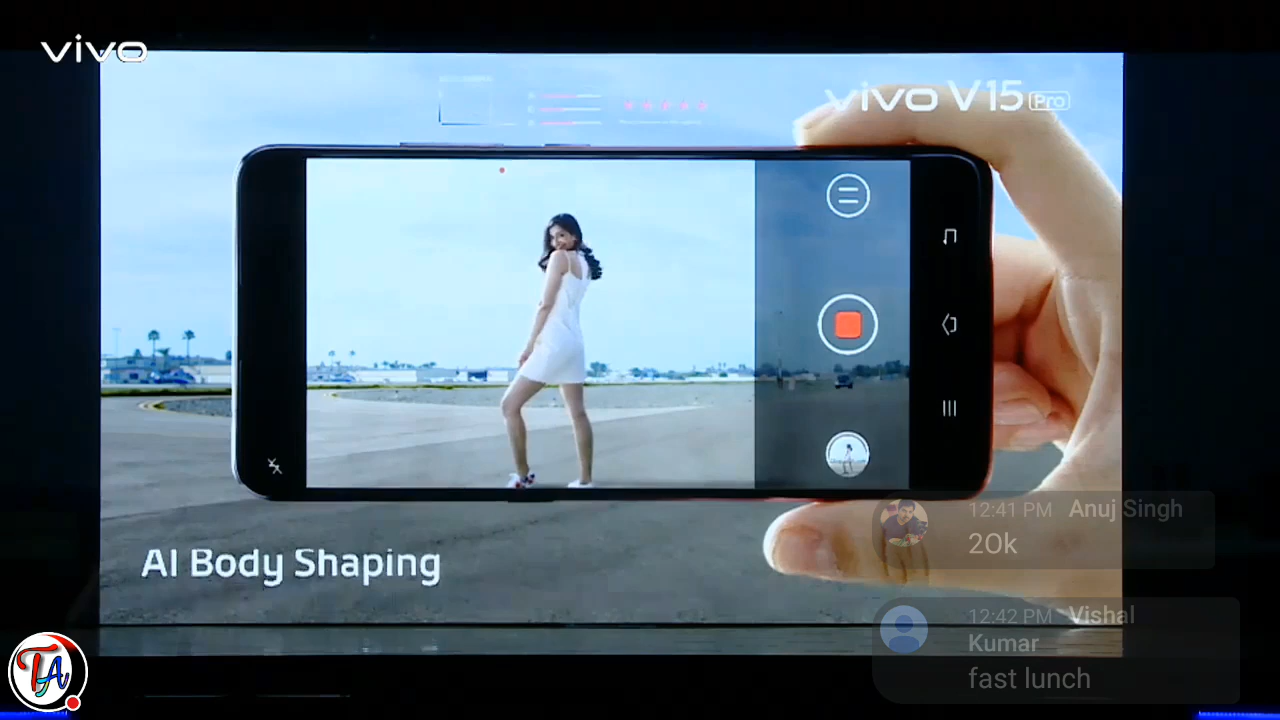 vivo
vivo V15 Pro
AI Body Shaping
12:41 PM Anuj Singh
20k
12:42 PM Vishal
Kumar
fast lunch
TA